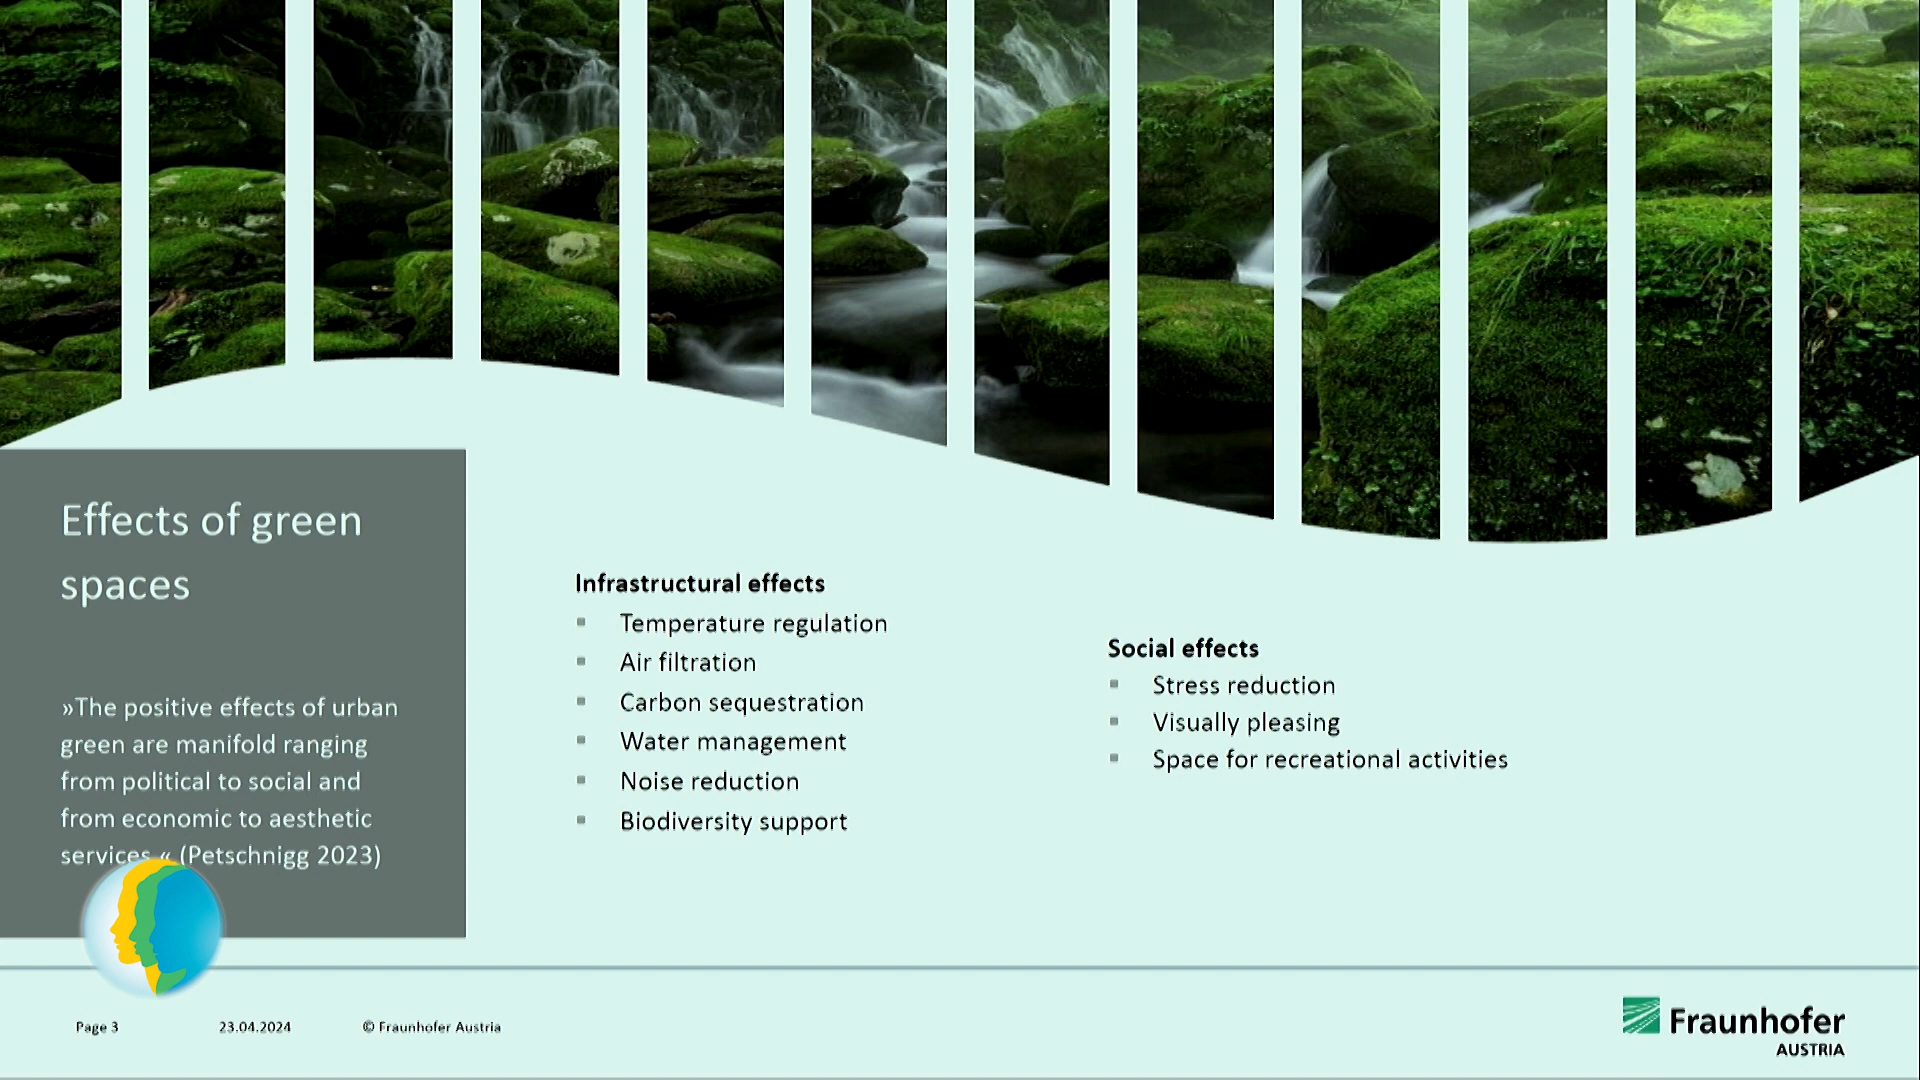 Effects of green
spaces
»The positive effects of urban
green are manifold ranging
from political to social and
from economic to aesthetic
services.« (Petschnigg 2023)
Infrastructural effects
Temperature regulation
Air filtration
Carbon sequestration
Water management
Noise reduction
Biodiversity support
Social effects
Stress reduction
Visually pleasing
Space for recreational activities
Page 3
23.04.2024
© Fraunhofer Austria
Fraunhofer
AUSTRIA